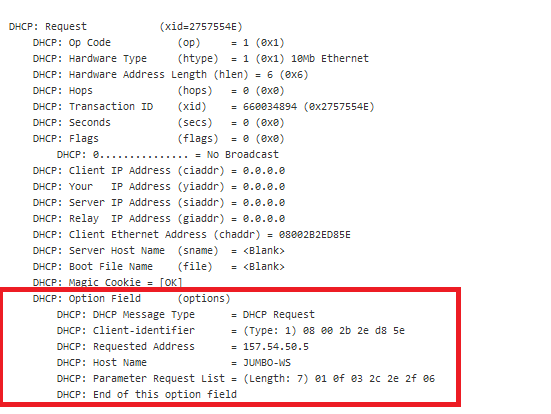 DHCP: Request (xid=2757554E)
DHCP: Op Code (op) = 1 (0x1)
DHCP: Hardware Type (htype) = 1 (0x1) 10Mb Ethernet
DHCP: Hardware Address Length (hlen) = 6 (0x6)
DHCP: Hops (hops) = 0 (0x0)
DHCP: Transaction ID (xid) = 660034894 (0x2757554E)
DHCP: Seconds (secs) = 0 (0x0)
DHCP: Flags (flags) = 0 (0x0)
DHCP: 0............... = No Broadcast
DHCP: Client IP Address (ciaddr) = 0.0.0.0
DHCP: Your IP Address (yiaddr) = 0.0.0.0
DHCP: Server IP Address (siaddr) = 0.0.0.0
DHCP: Relay IP Address (giaddr) = 0.0.0.0
DHCP: Client Ethernet Address (chaddr) = 08002B2ED85E
DHCP: Server Host Name (sname) = <Blank>
DHCP: Boot File Name (file) = <Blank>
DHCP: Magic Cookie = [OK]
DHCP: Option Field (options)
DHCP: DHCP Message Type = DHCP Request
DHCP: Client-identifier = (Type: 1) 08 00 2b 2e d8 5e
DHCP: Requested Address = 157.54.50.5
DHCP: Host Name = JUMBO-WS
DHCP: Parameter Request List = (Length: 7) 01 0f 03 2c 2e 2f 06
DHCP: End of this option field